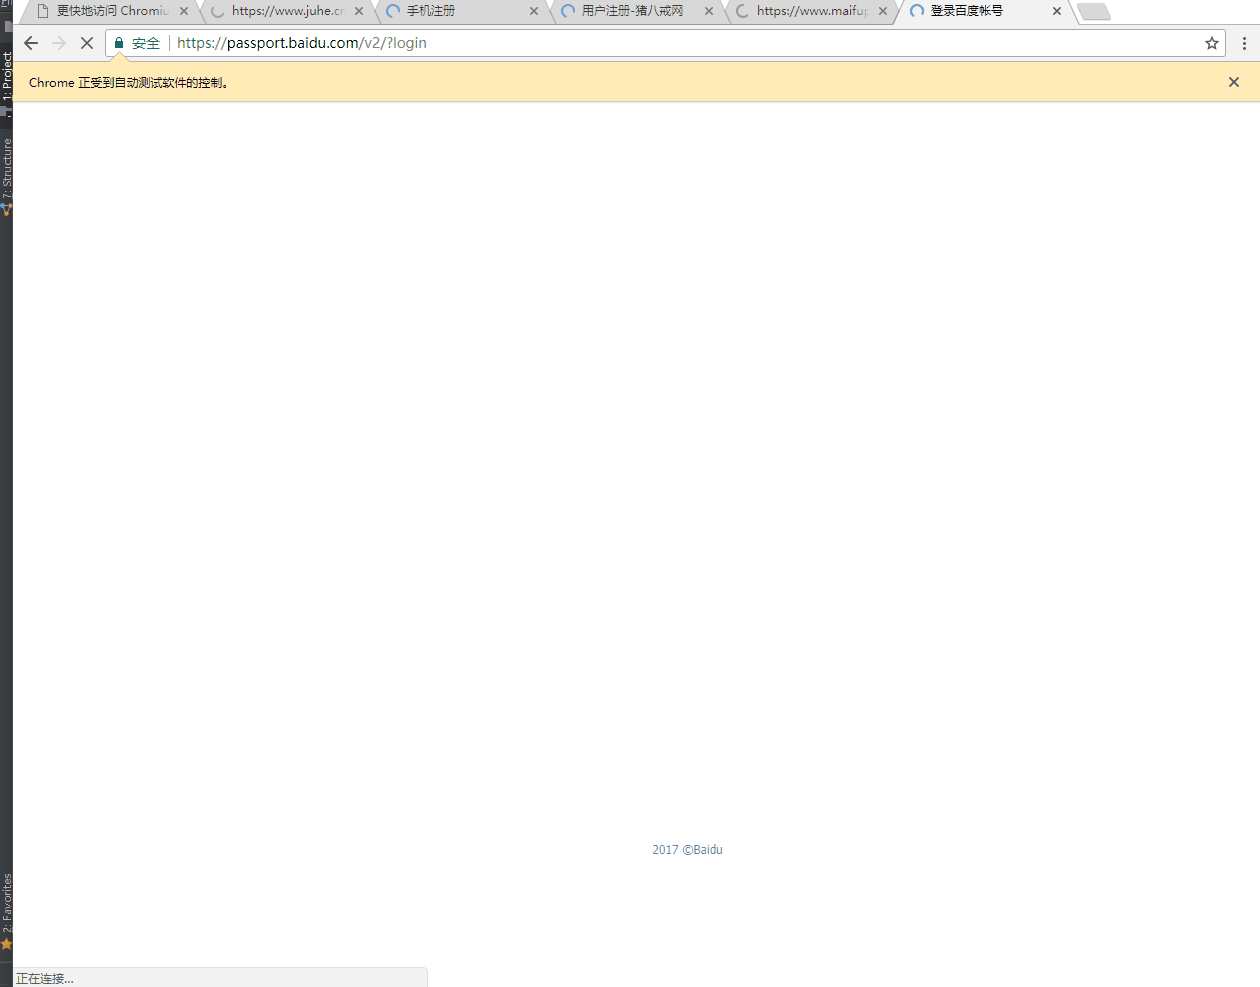 更快地访问 Chromiu
https://www.juhe.cn
手机注册
用户注册-猪八戒网
https://www.maifup
登录百度帐号
安全
https://passport.baidu.com/v2/?login
Chrome 正受到自动测试软件的控制。
1: Project
7: Structure
2: Favorites
2017 ©Baidu
正在连接...